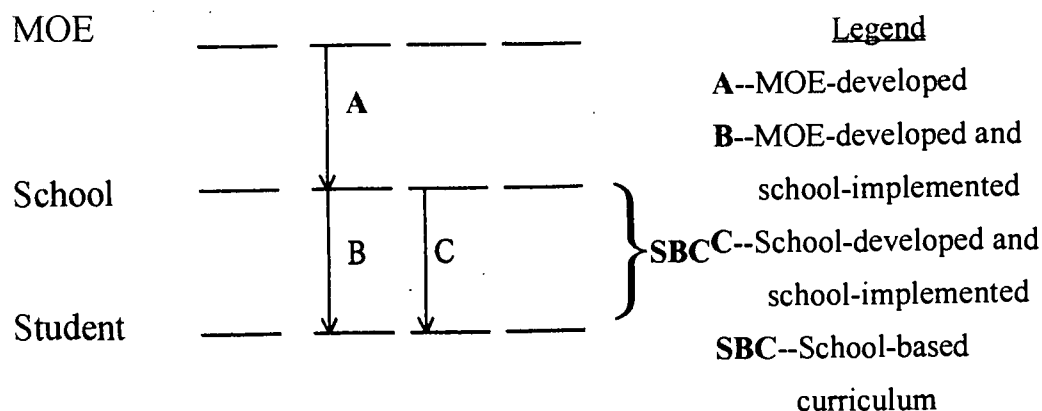 MOE
A
School
B
C
Student
SBC
Legend
A--MOE-developed
B--MOE-developed and
school-implemented
C--School-developed and
school-implemented
SBC--School-based
curriculum